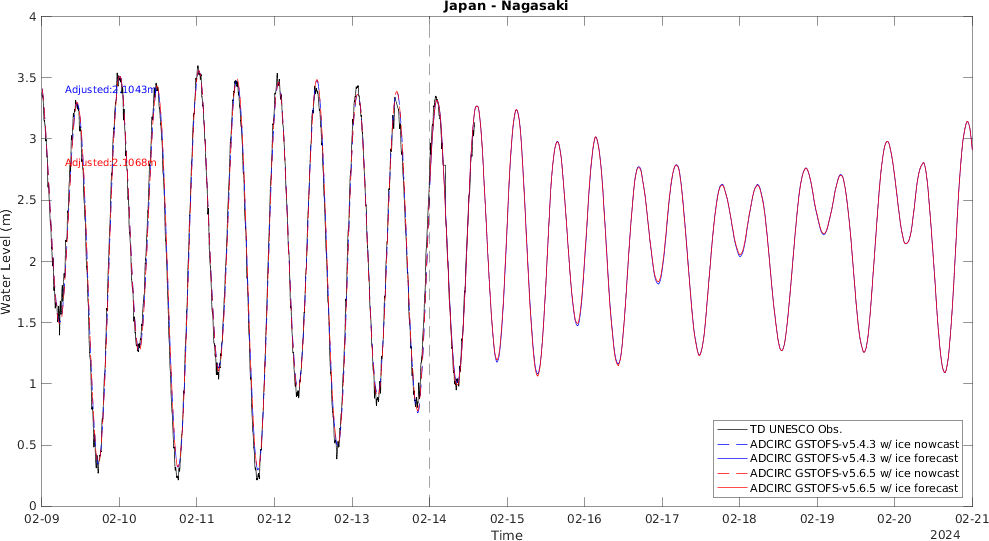 Japan - Nagasaki
4
3.5
3
2.5
2
1.5
1
0.5
0
Water Level (m)
Adjusted:2.1043m
Adjusted:2.1068m
TD UNESCO Obs.
ADCIRC GSTOFS-v5.4.3 w/ ice nowcast
ADCIRC GSTOFS-v5.4.3 w/ ice forecast
ADCIRC GSTOFS-v5.6.5 w/ ice nowcast
ADCIRC GSTOFS-v5.6.5 w/ ice forecast
02-09 02-10 02-11 02-12 02-13 02-14 02-15 02-16 02-17 02-18 02-19 02-20 02-21
Time
2024